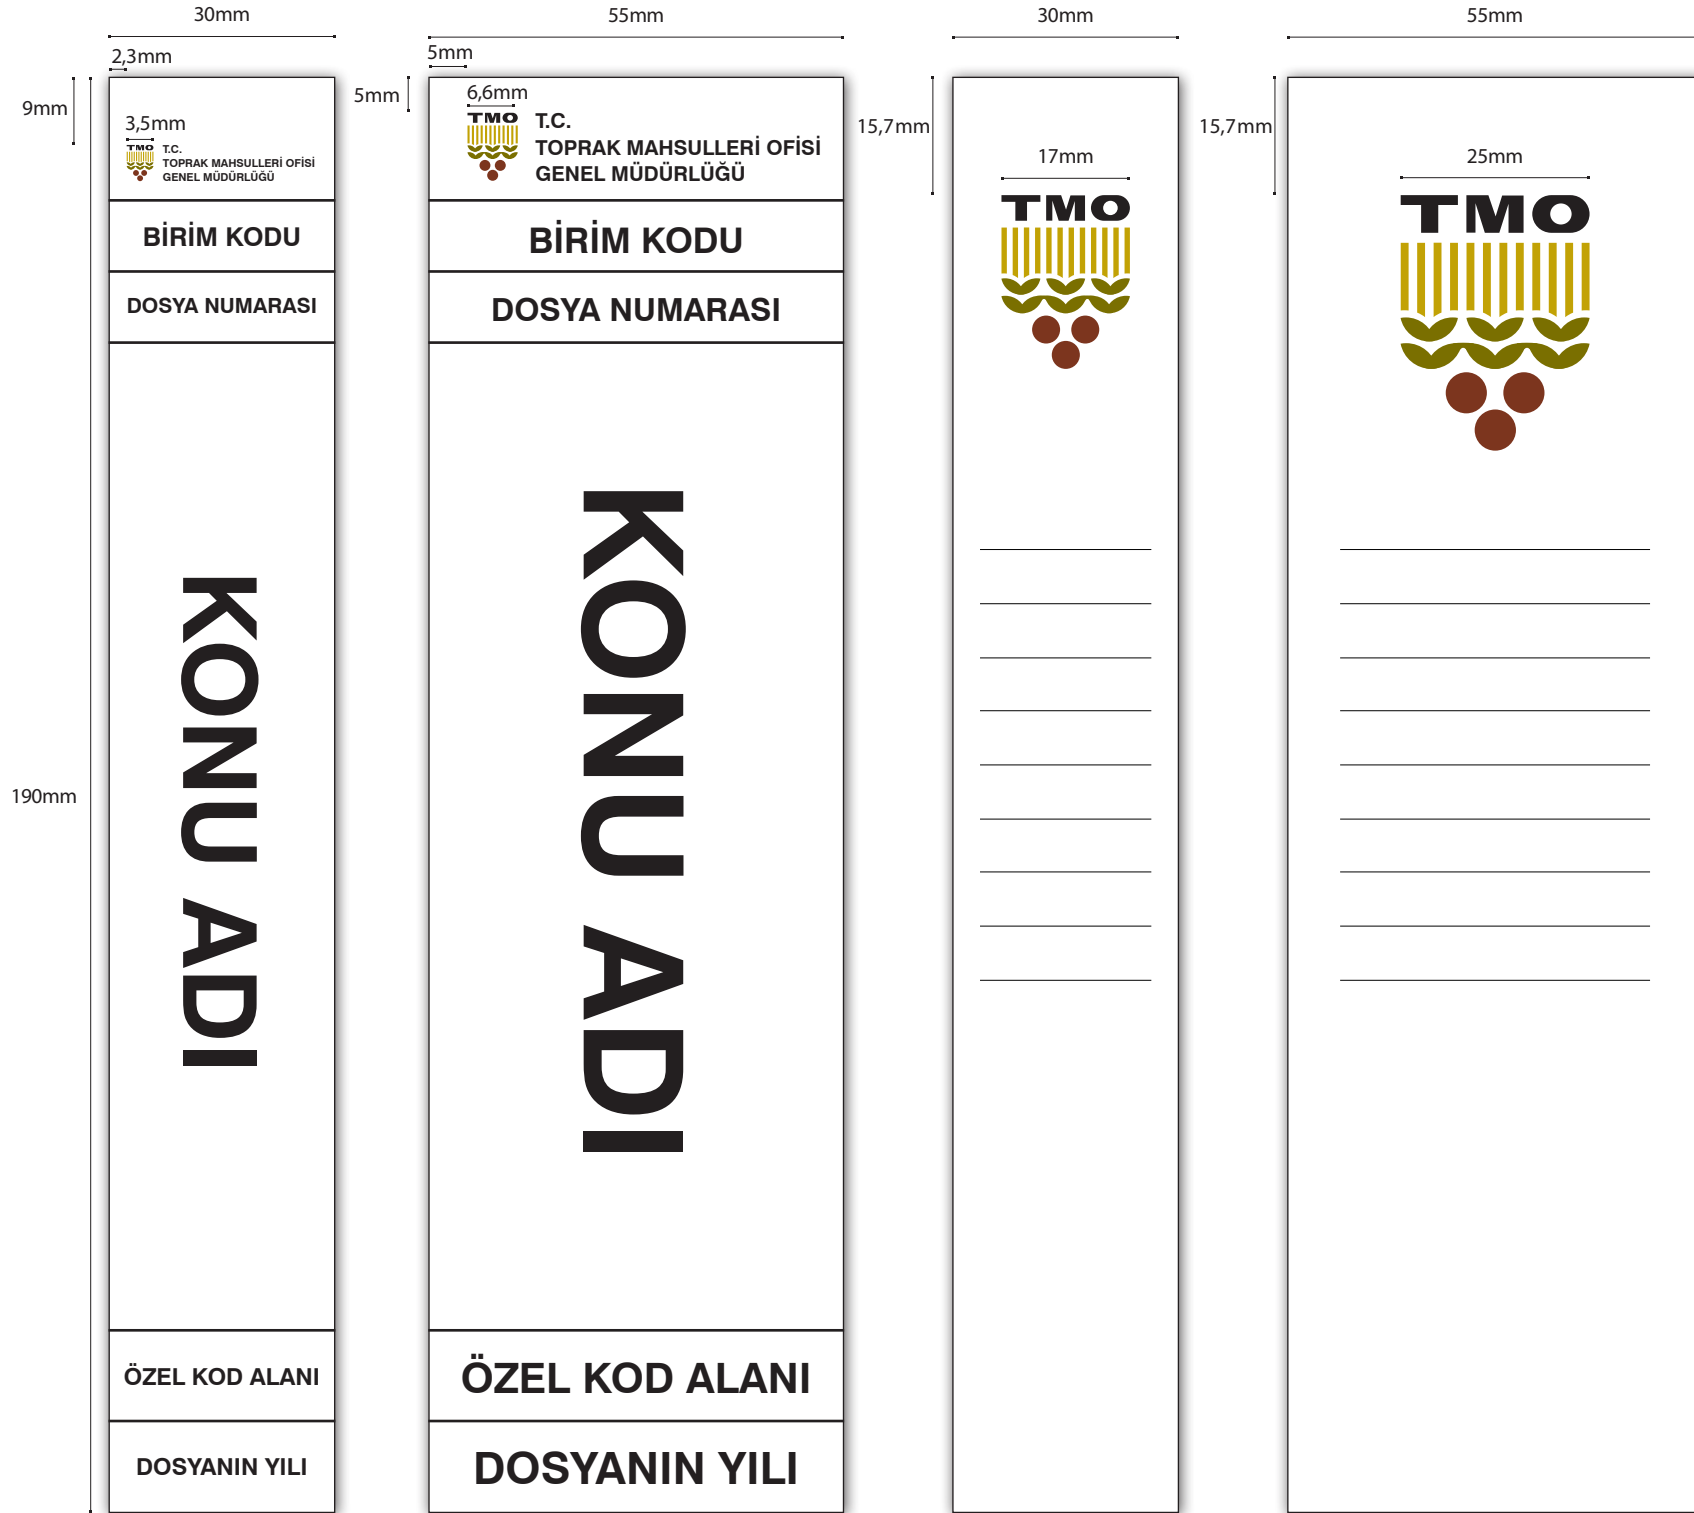 30mm
55mm
30mm
55mm
2,3mm
5mm
9mm
5mm
15,7mm
15,7mm
3,5mm
TMO
T.C.
TOPRAK MAHSULLERİ OFİSİ
GENEL MÜDÜRLÜĞÜ
BİRİM KODU
DOSYA NUMARASI
190mm
KONU ADI
ÖZEL KOD ALANI
DOSYANIN YILI
6,6mm
TMO
T.C.
TOPRAK MAHSULLERİ OFİSİ
GENEL MÜDÜRLÜĞÜ
BİRİM KODU
DOSYA NUMARASI
KONU ADI
ÖZEL KOD ALANI
DOSYANIN YILI
17mm
TMO
25mm
TMO